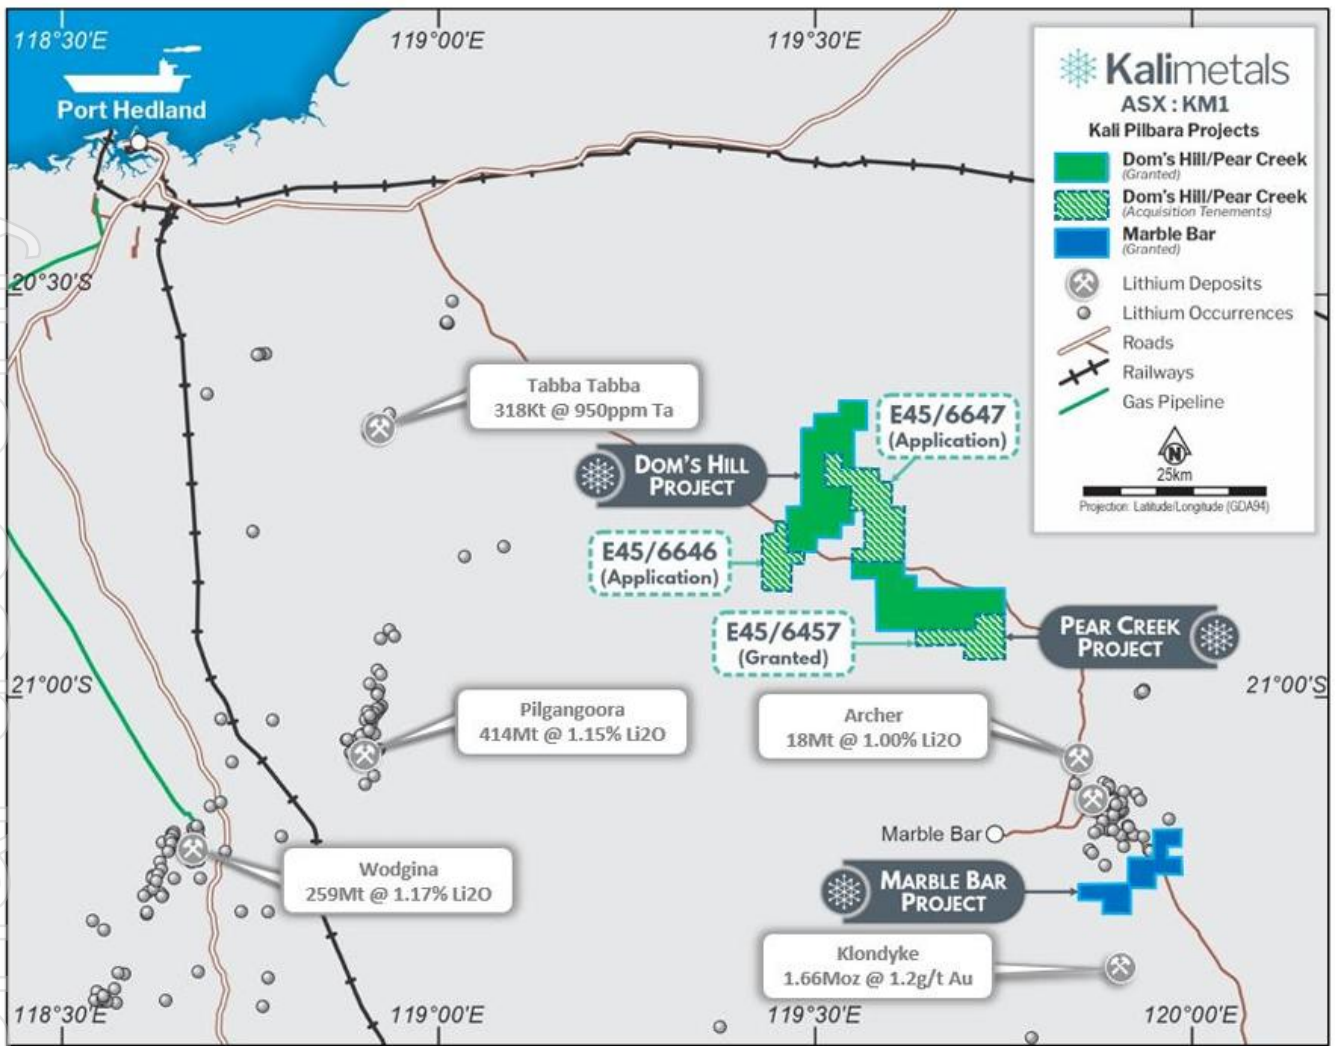 118°30'E
119°00'E
119°30'E
Port Hedland
Kalimetals
ASX : KM1
Kali Pilbara Projects
Dom's Hill/Pear Creek
(Granted)
Dom's Hill/Pear Creek
(Acquisition Tenements)
Marble Bar
(Granted)
Lithium Deposits
Lithium Occurrences
Roads
Railways
Gas Pipeline
N
25km
Projection: Latitude/Longitude (GDA94)
20°30'S
Tabba Tabba
318Kt @ 950ppm Ta
E45/6647
(Application)
DOM'S HILL
PROJECT
E45/6646
(Application)
E45/6457
(Granted)
PEAR CREEK
PROJECT
21°00'S
21°00'S
Pilgangoora
414Mt @ 1.15% Li2O
Archer
18Mt @ 1.00% Li2O
Marble Bar
Wodgina
259Mt @ 1.17% Li2O
MARBLE BAR
PROJECT
Klondyke
1.66Moz @ 1.2g/t Au
118°30'E
119°00'E
119°30'E
120°00'E